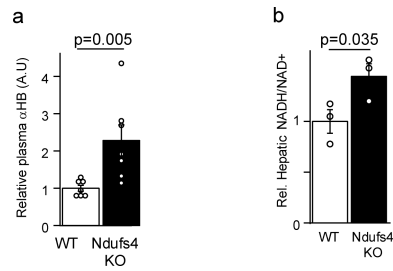 a
p=0.005
Relative plasma αHB (A.U)
4
3
2
1
0
WT
Ndufs4
KO
b
p=0.035
Rel. Hepatic NADH/NAD+
1
0
WT
Ndufs4
KO